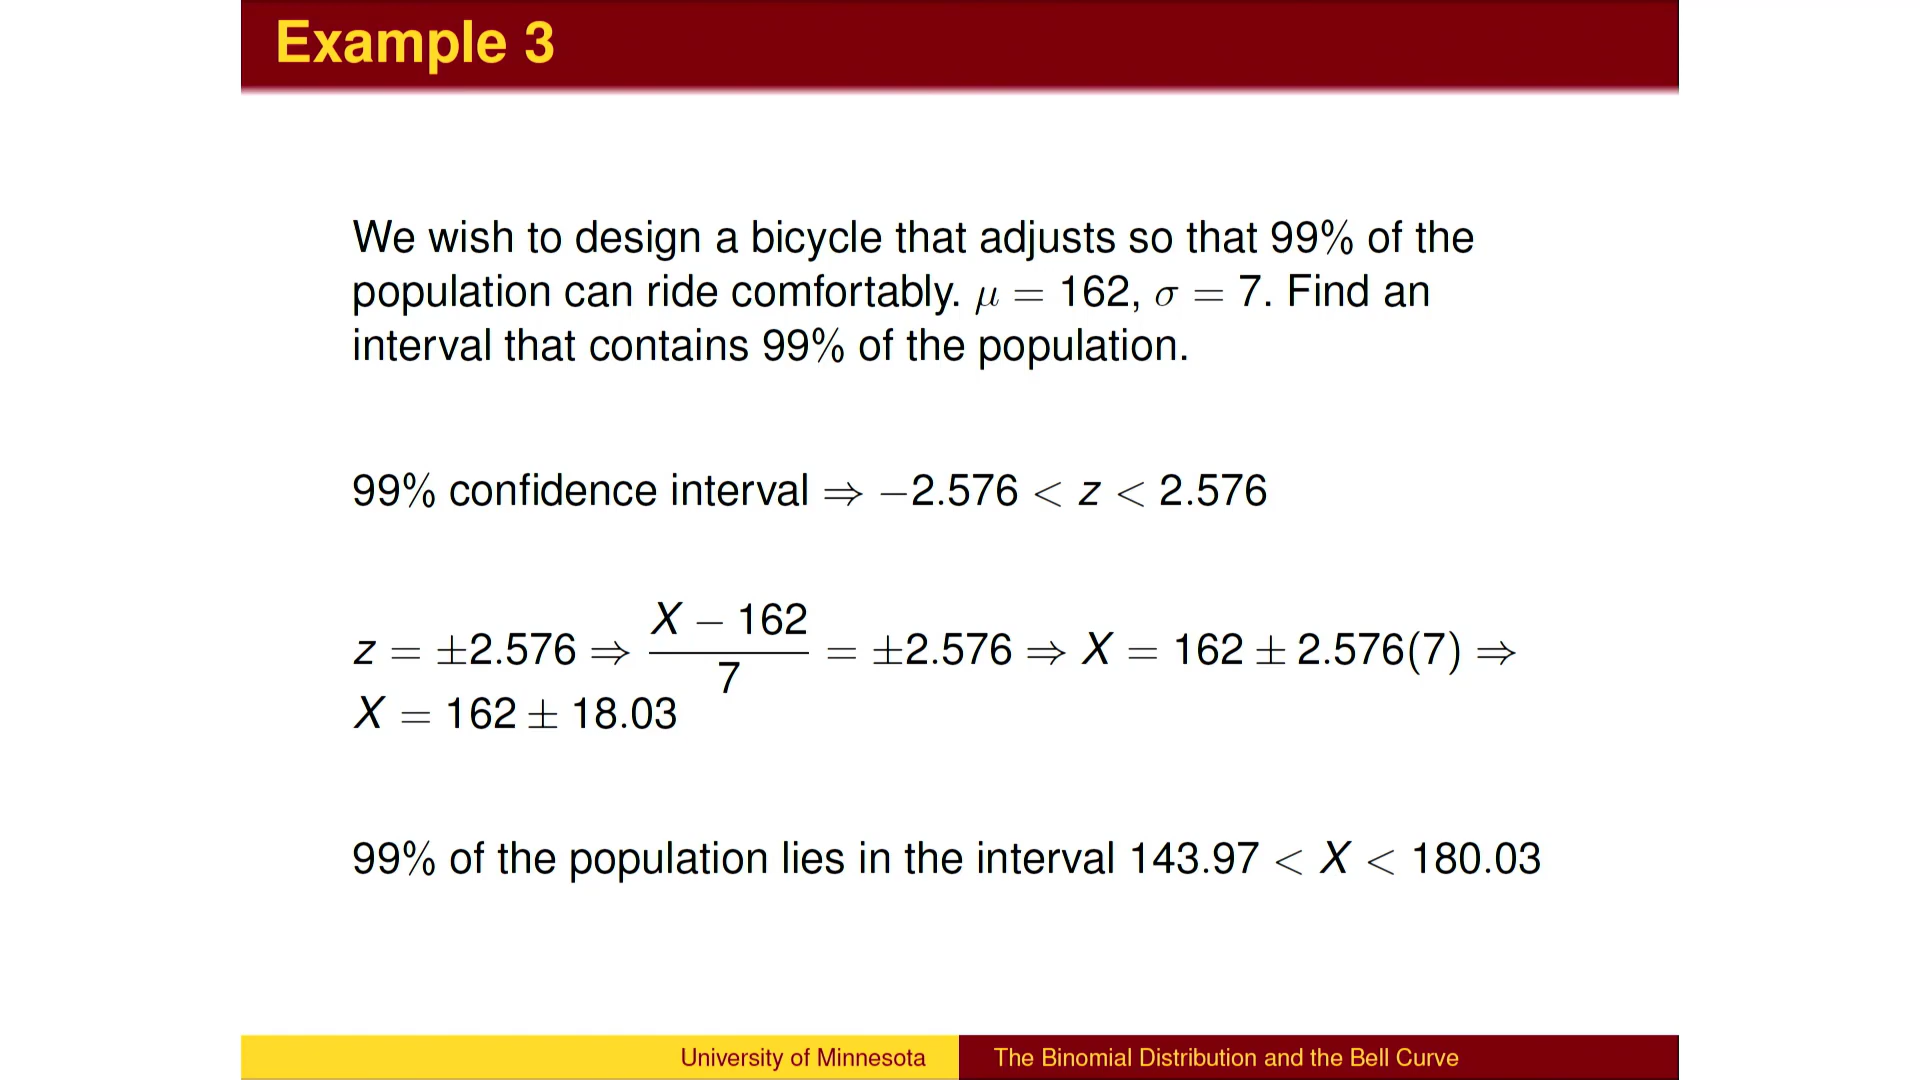 Example 3
We wish to design a bicycle that adjusts so that 99% of the
population can ride comfortably. μ = 162, σ = 7. Find an
interval that contains 99% of the population.
99% confidence interval ⇒ −2.576 < z < 2.576
z = ±2.576 ⇒ (X − 162)/7 = ±2.576 ⇒ X = 162 ± 2.576(7) ⇒
X = 162 ± 18.03
99% of the population lies in the interval 143.97 < X < 180.03
University of Minnesota The Binomial Distribution and the Bell Curve